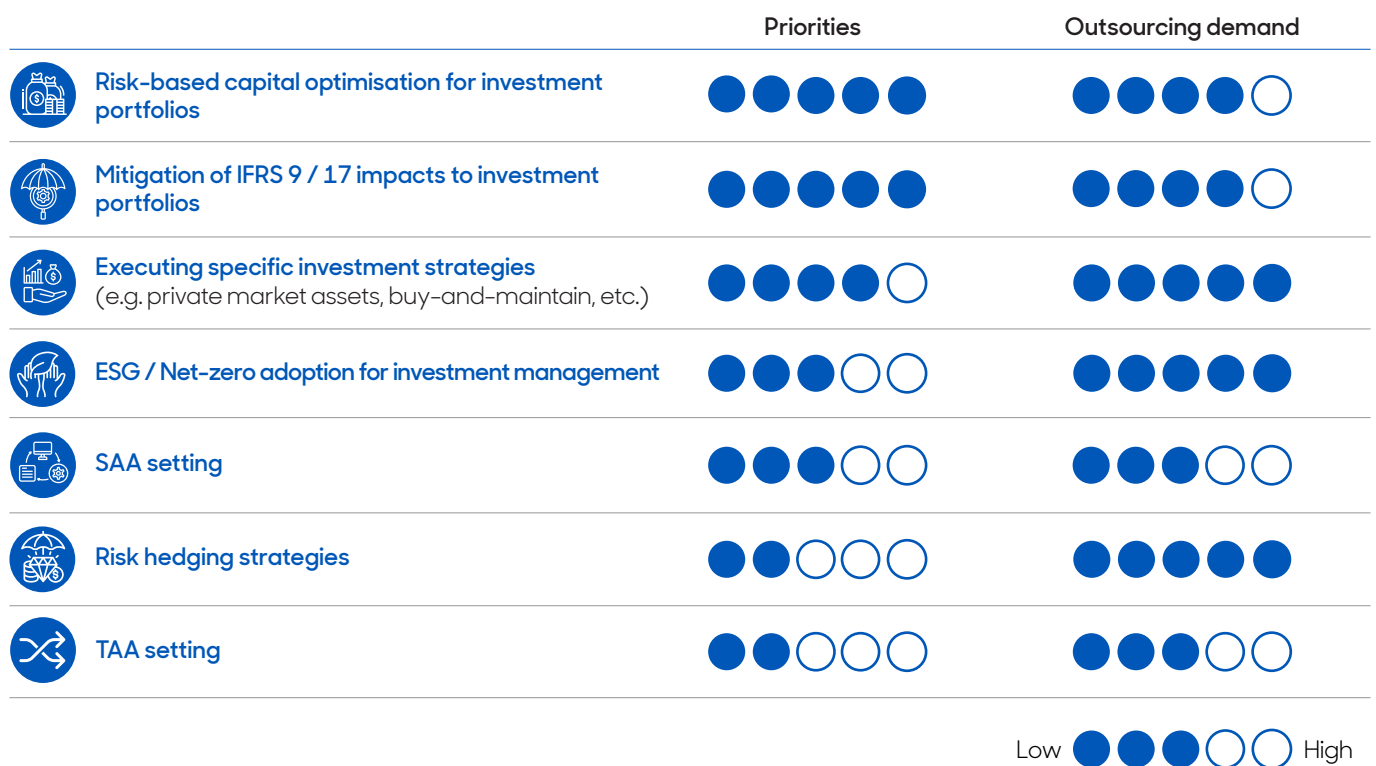 Priorities Outsourcing demand
Risk-based capital optimisation for investment
portfolios
Mitigation of IFRS 9 / 17 impacts to investment
portfolios
Executing specific investment strategies
(e.g. private market assets, buy-and-maintain, etc.)
ESG / Net-zero adoption for investment management
SAA setting
Risk hedging strategies
TAA setting
Low High